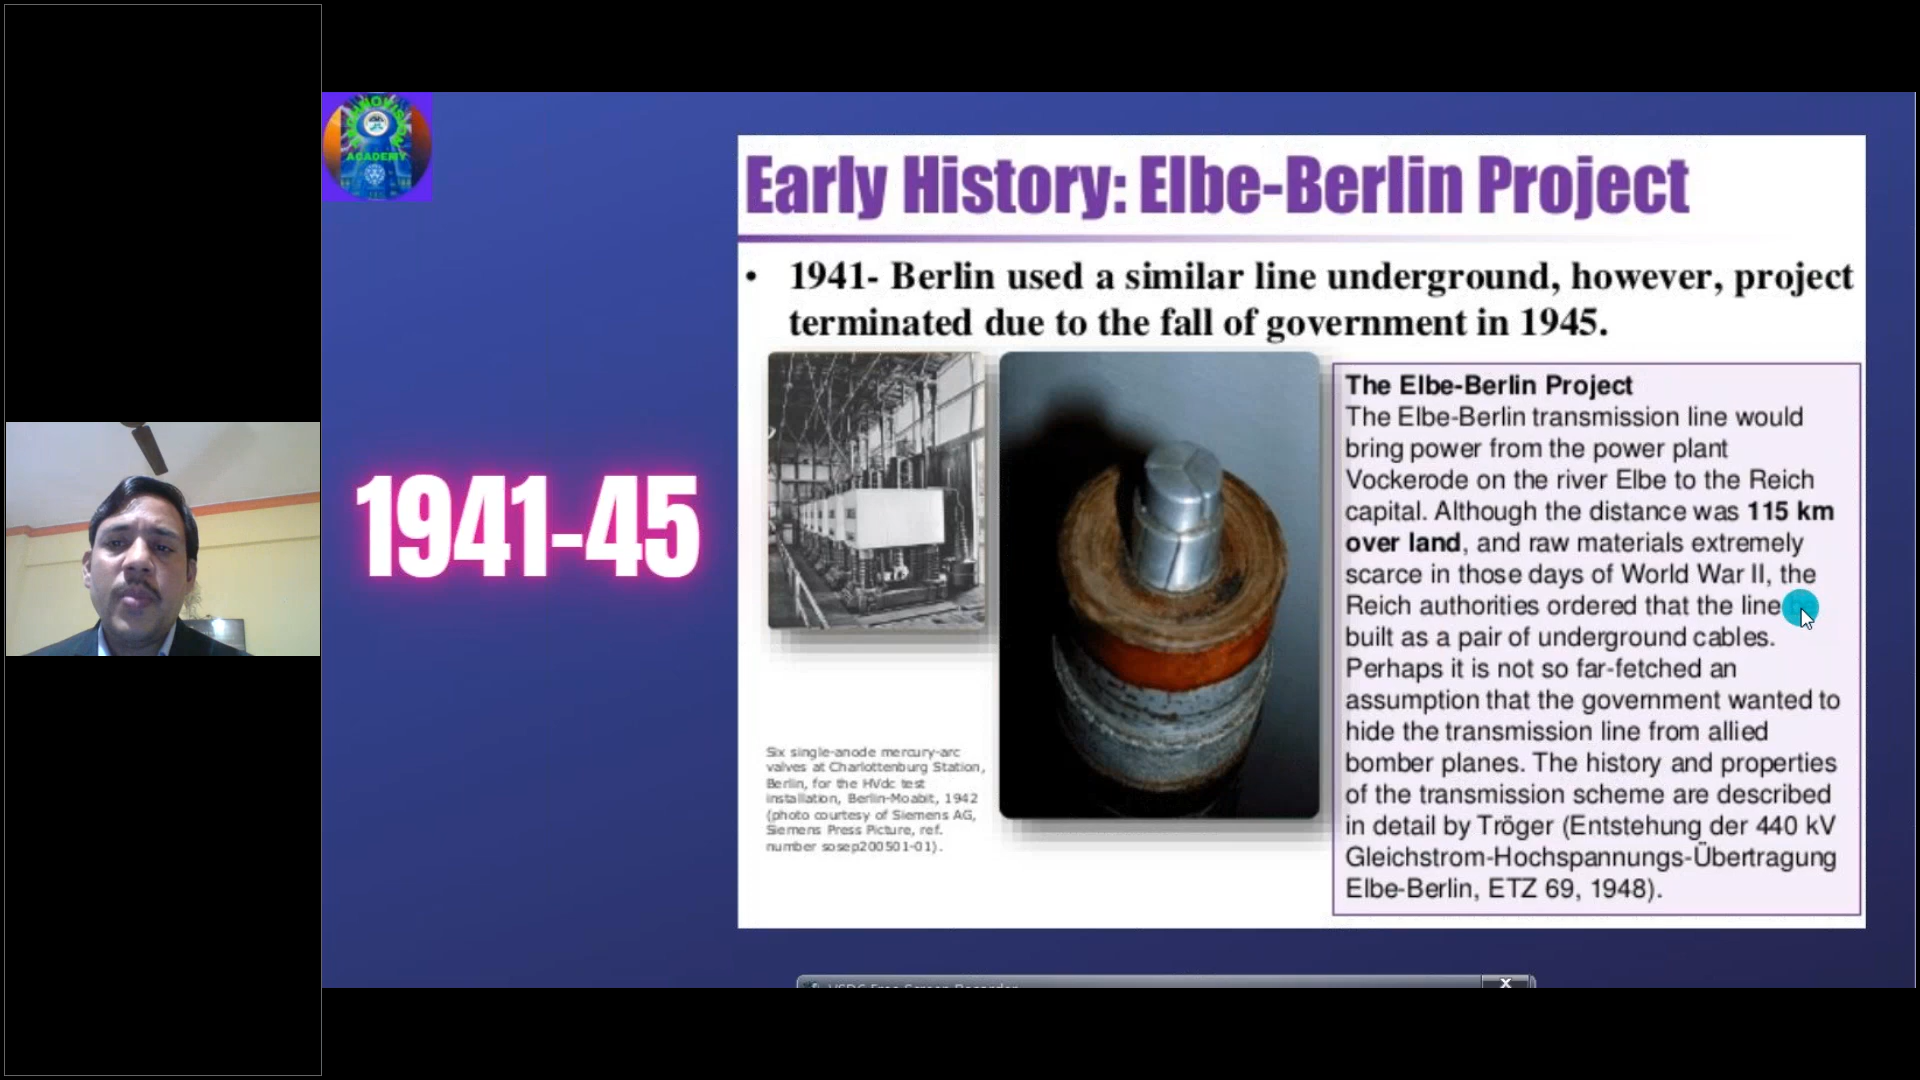 ACADEMY
Early History: Elbe-Berlin Project
• 1941- Berlin used a similar line underground, however, project
terminated due to the fall of government in 1945.
1941-45
Six single-anode mercury-arc
valves at Charlottenburg Station,
Berlin, for the HVdc test
installation, Berlin-Moabit, 1942
(photo courtesy of Siemens AG,
Siemens Press Picture, ref.
number sosep200501-01).
The Elbe-Berlin Project
The Elbe-Berlin transmission line would
bring power from the power plant
Vockerode on the river Elbe to the Reich
capital. Although the distance was 115 km
over land, and raw materials extremely
scarce in those days of World War II, the
Reich authorities ordered that the line
built as a pair of underground cables.
Perhaps it is not so far-fetched an
assumption that the government wanted to
hide the transmission line from allied
bomber planes. The history and properties
of the transmission scheme are described
in detail by Tröger (Entstehung der 440 kV
Gleichstrom-Hochspannungs-Übertragung
Elbe-Berlin, ETZ 69, 1948).
VSDC Free Screen Recorder
X